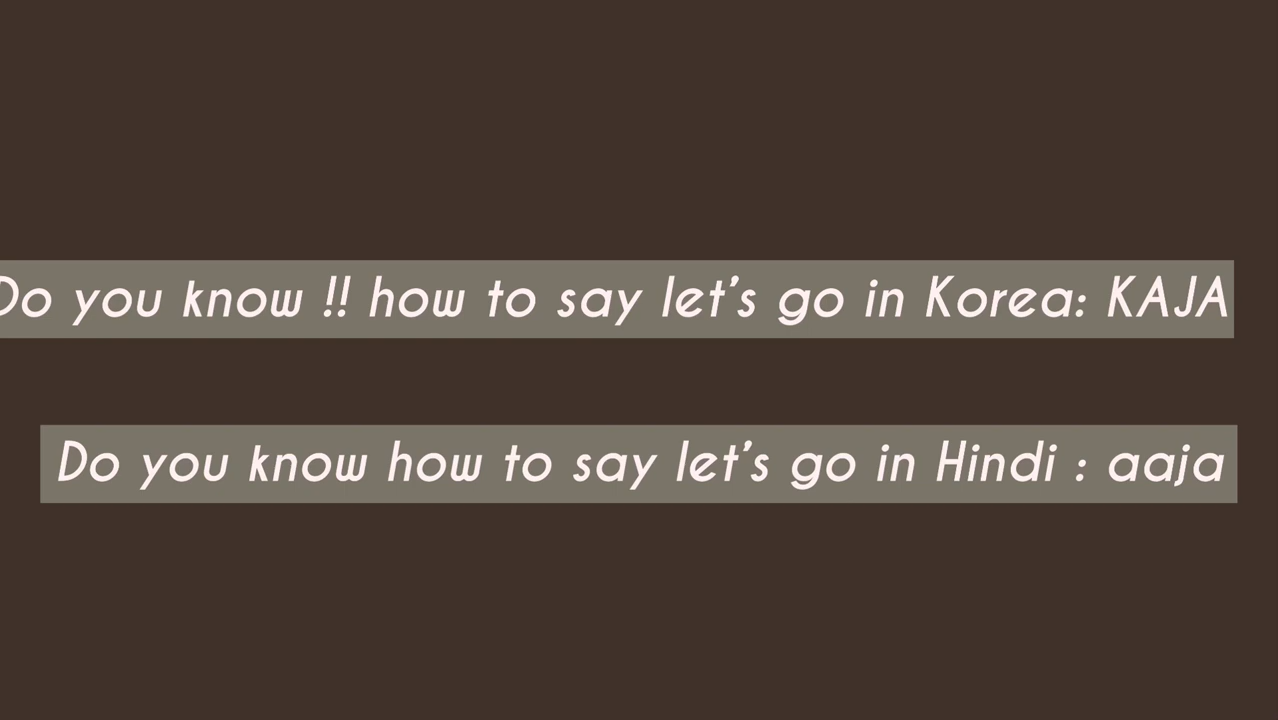 Do you know !! how to say let's go in Korea: KAJA
Do you know how to say let's go in Hindi : aaja